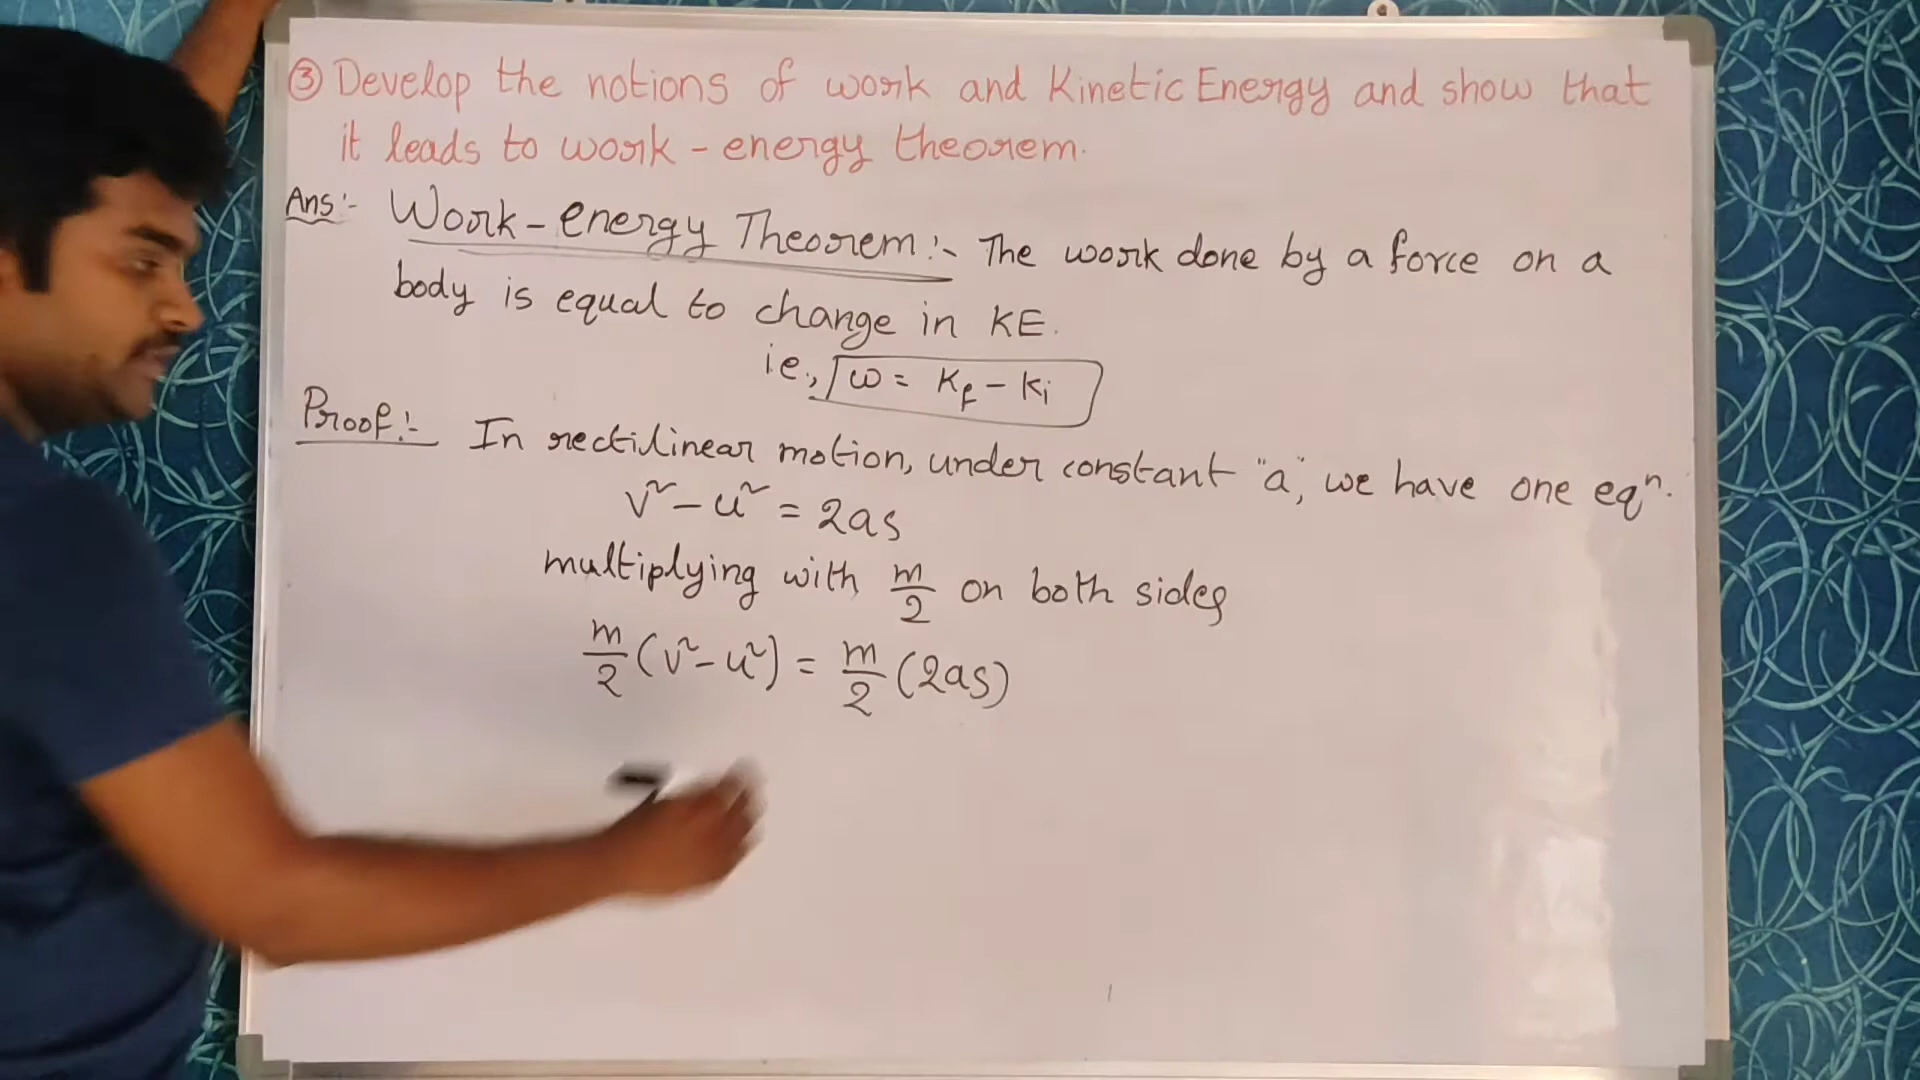 ③ Develop the notions of work and Kinetic Energy and show that
it leads to work - energy theorem.
Ans:- Work-energy Theorem:- The work done by a force on a
body is equal to change in KE.
ie., W = Kf - Ki
Proof:- In rectilinear motion, under constant "a", we have one eqⁿ.
v² - u² = 2as
multiplying with m/2 on both sides
m/2 (v² - u²) = m/2 (2as)